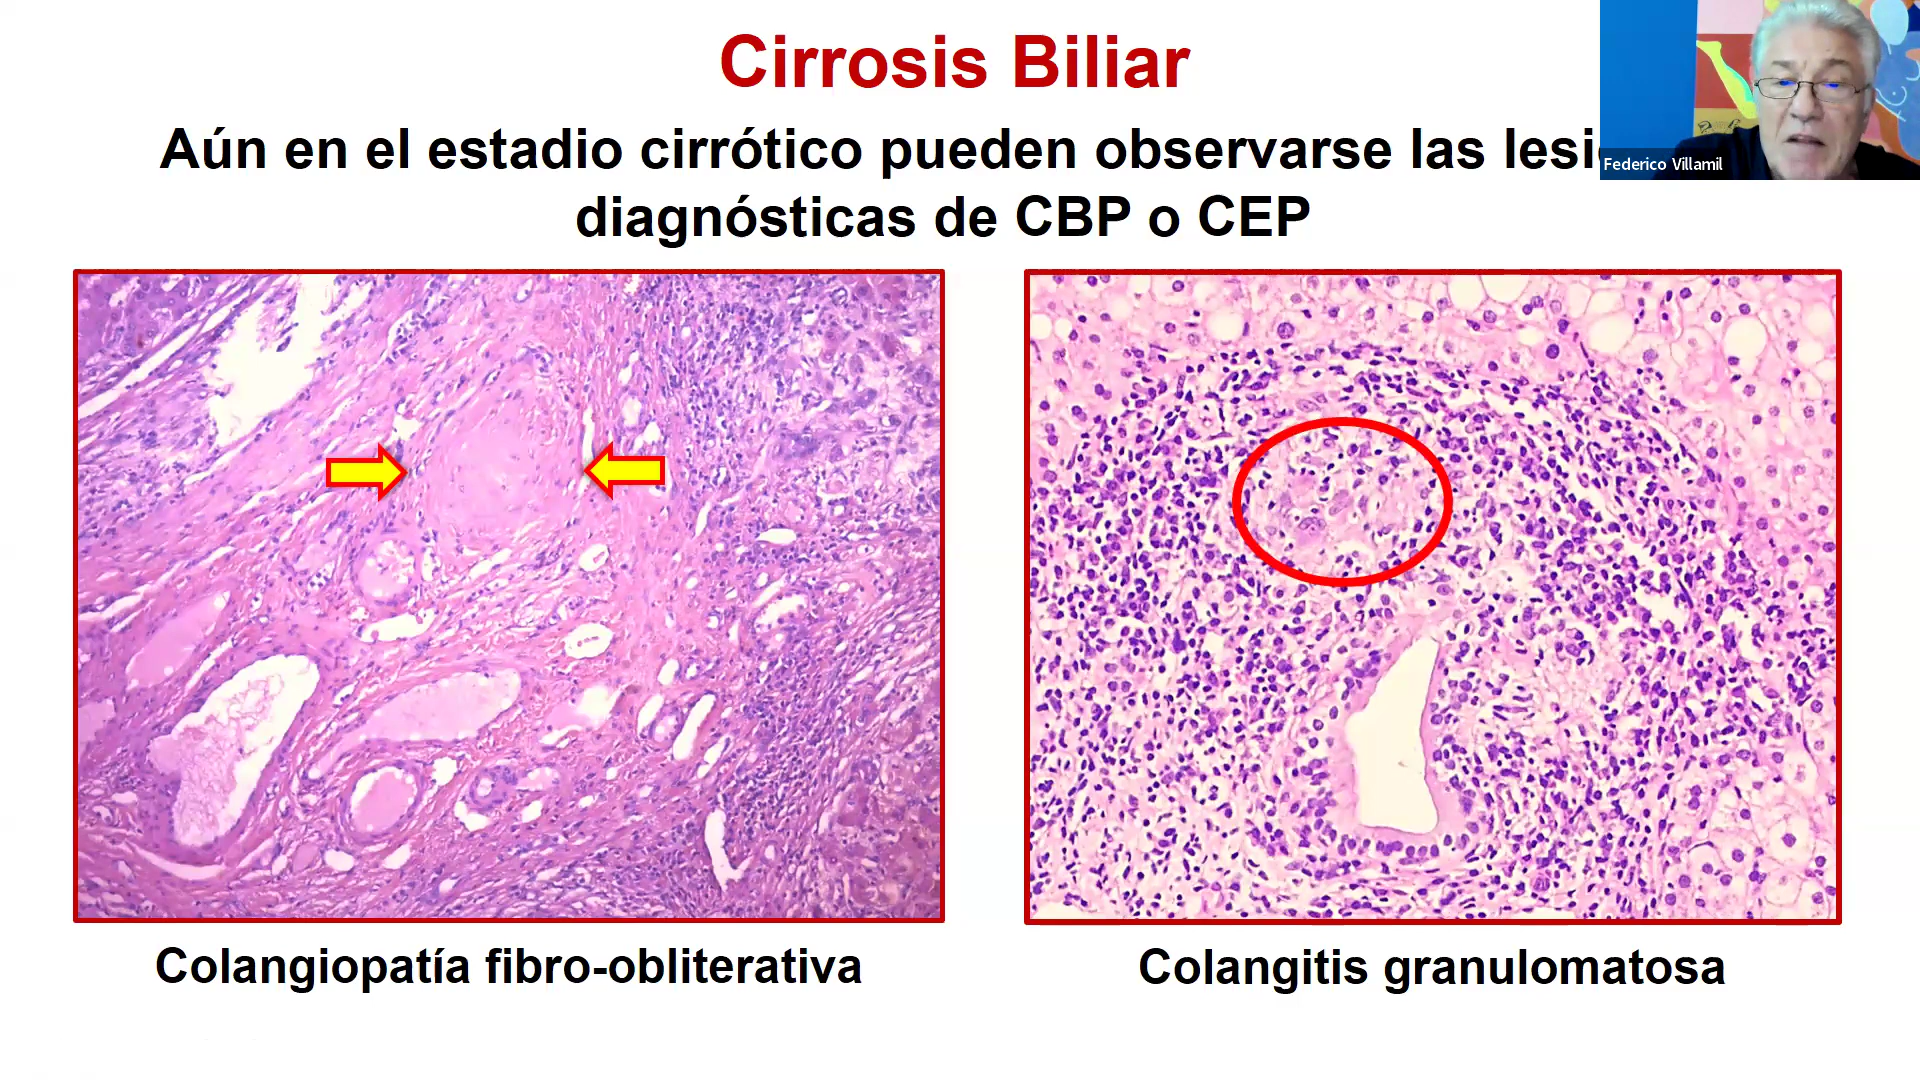 Cirrosis Biliar
Aún en el estadio cirrótico pueden observarse las
diagnósticas de CBP o CEP
Federico Villamil
Colangiopatía fibro-obliterativa
Colangitis granulomatosa